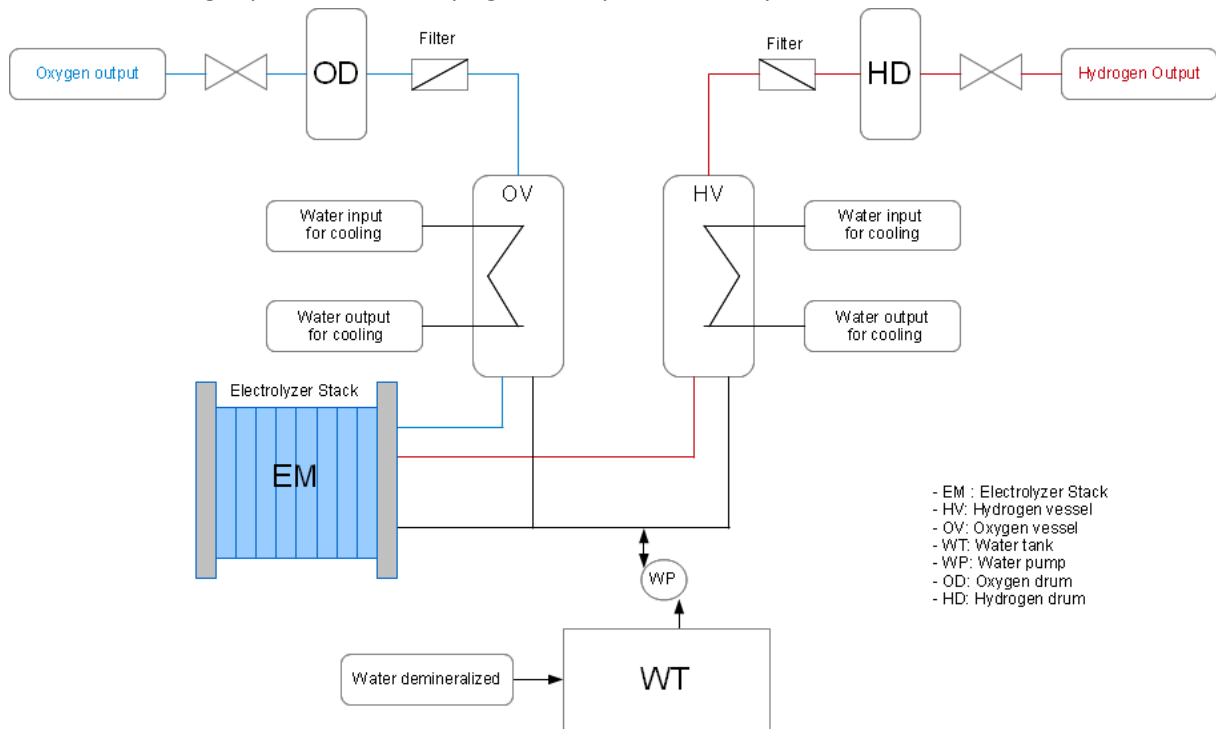 Filter
Filter
Oxygen output
OD
HD
Hydrogen Output
OV
HV
Water input
for cooling
Water input
for cooling
Water output
for cooling
Water output
for cooling
Electrolyzer Stack
EM
- EM : Electrolyzer Stack
- HV: Hydrogen vessel
- OV: Oxygen vessel
- WT: Water tank
- WP: Water pump
- OD: Oxygen drum
- HD: Hydrogen drum
WP
Water demineralized
WT